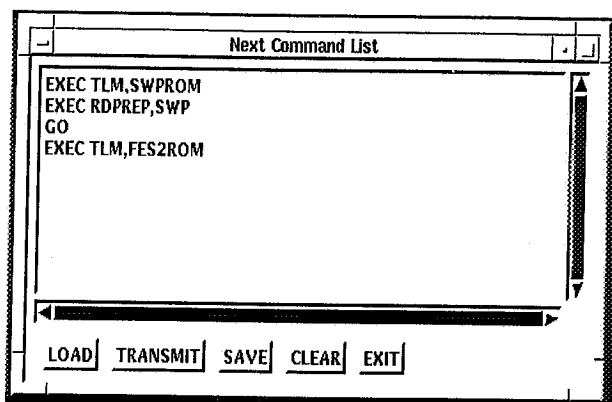 Next Command List
EXEC TLM,SWPROM
EXEC RDPREP,SWP
GO
EXEC TLM,FES2ROM
LOAD TRANSMIT SAVE CLEAR EXIT